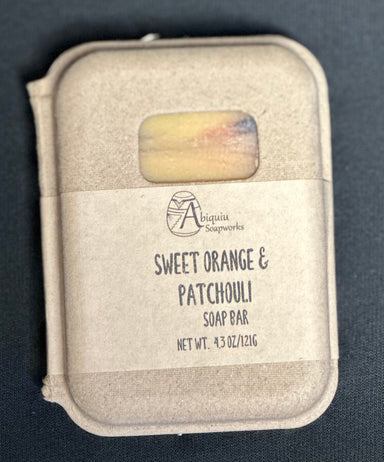 Abiquiu
Soapworks
SWEET ORANGE &
PATCHOULI
SOAP BAR
NET WT. 4.3 OZ/121G